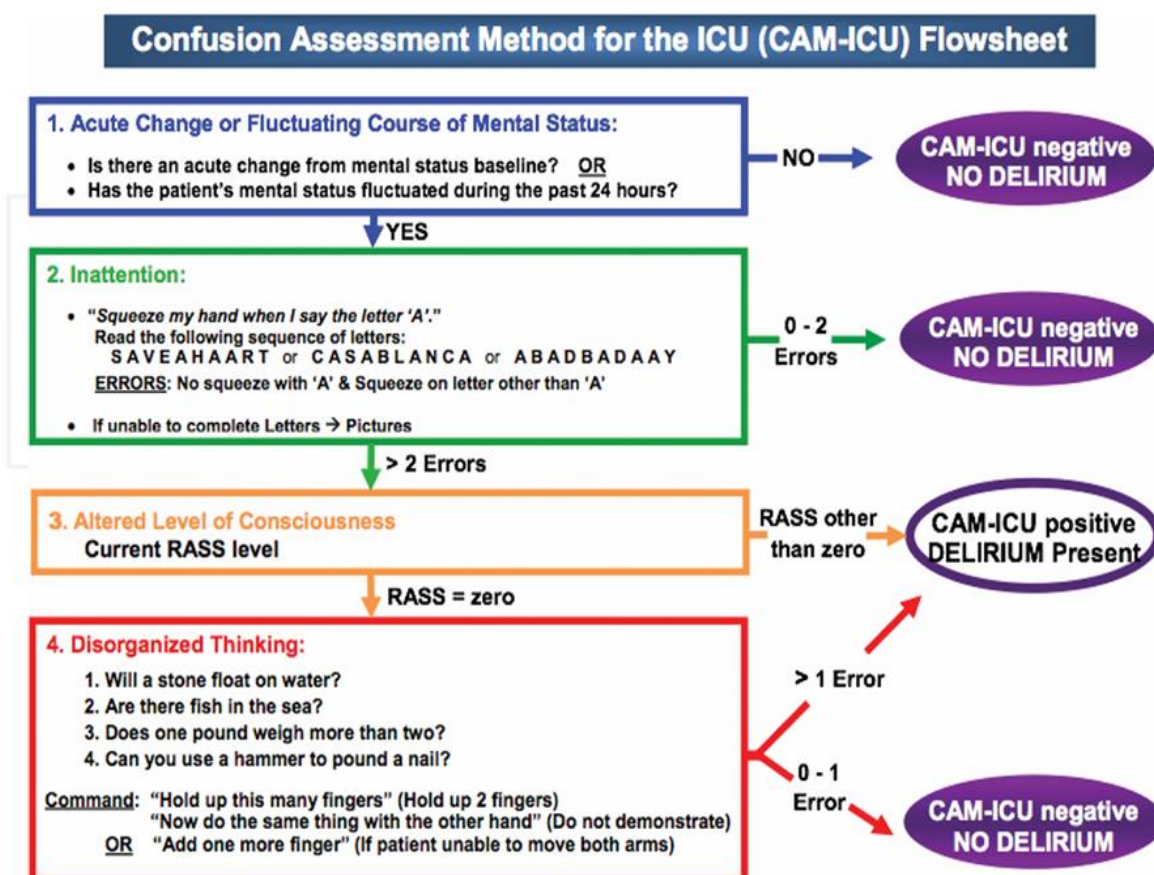 Confusion Assessment Method for the ICU (CAM-ICU) Flowsheet
1. Acute Change or Fluctuating Course of Mental Status:
• Is there an acute change from mental status baseline? OR
• Has the patient's mental status fluctuated during the past 24 hours?
NO
CAM-ICU negative
NO DELIRIUM
YES
2. Inattention:
• “Squeeze my hand when I say the letter ‘A’.”
Read the following sequence of letters:
S A V E A H A A R T or C A S A B L A N C A or A B A D B A D A A Y
ERRORS: No squeeze with ‘A’ & Squeeze on letter other than ‘A’
• If unable to complete Letters → Pictures
0 - 2
Errors
CAM-ICU negative
NO DELIRIUM
> 2 Errors
3. Altered Level of Consciousness
Current RASS level
RASS other
than zero
CAM-ICU positive
DELIRIUM Present
RASS = zero
4. Disorganized Thinking:
1. Will a stone float on water?
2. Are there fish in the sea?
3. Does one pound weigh more than two?
4. Can you use a hammer to pound a nail?
Command: “Hold up this many fingers” (Hold up 2 fingers)
“Now do the same thing with the other hand” (Do not demonstrate)
OR “Add one more finger” (If patient unable to move both arms)
> 1 Error
0 - 1
Error
CAM-ICU negative
NO DELIRIUM